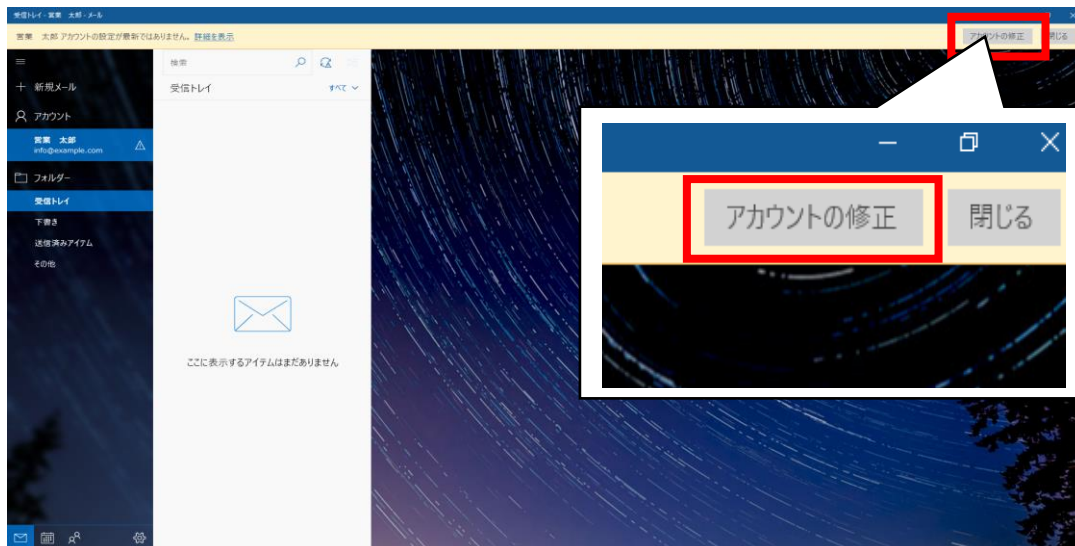 受信トレイ - 営業 太郎 - メール
営業 太郎 アカウントの設定が最新ではありません。詳細を表示
アカウントの修正 閉じる
検索
+ 新規メール
受信トレイ すべて
アカウント
営業 太郎
info@example.com
フォルダー
受信トレイ
下書き
送信済みアイテム
その他
ここに表示するアイテムはまだありません
アカウントの修正 閉じる